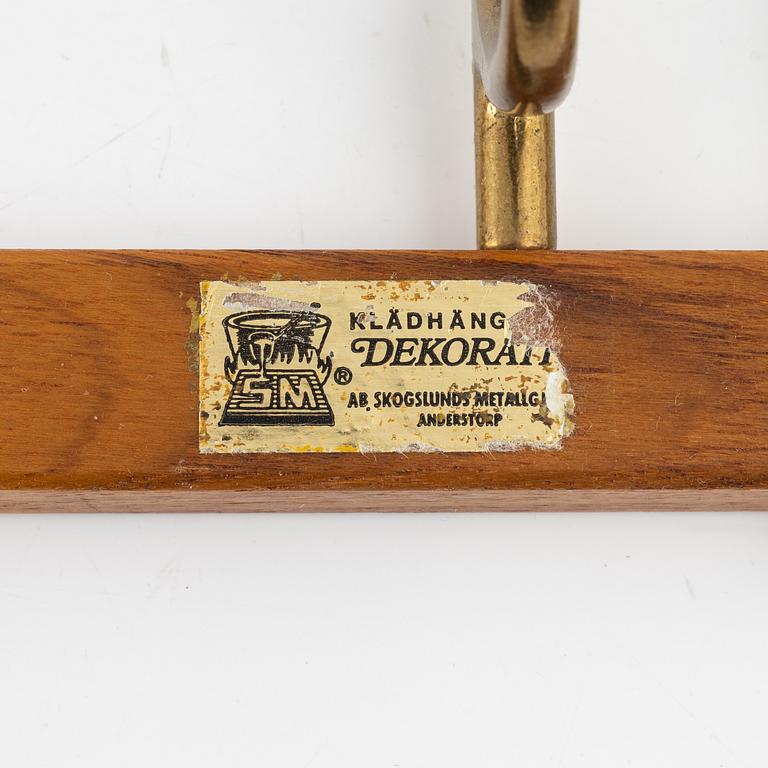 KLÄDHÄNG
DEKORATI
SM ®
AB. SKOGSLUNDS METALLG
ANDERSTORP